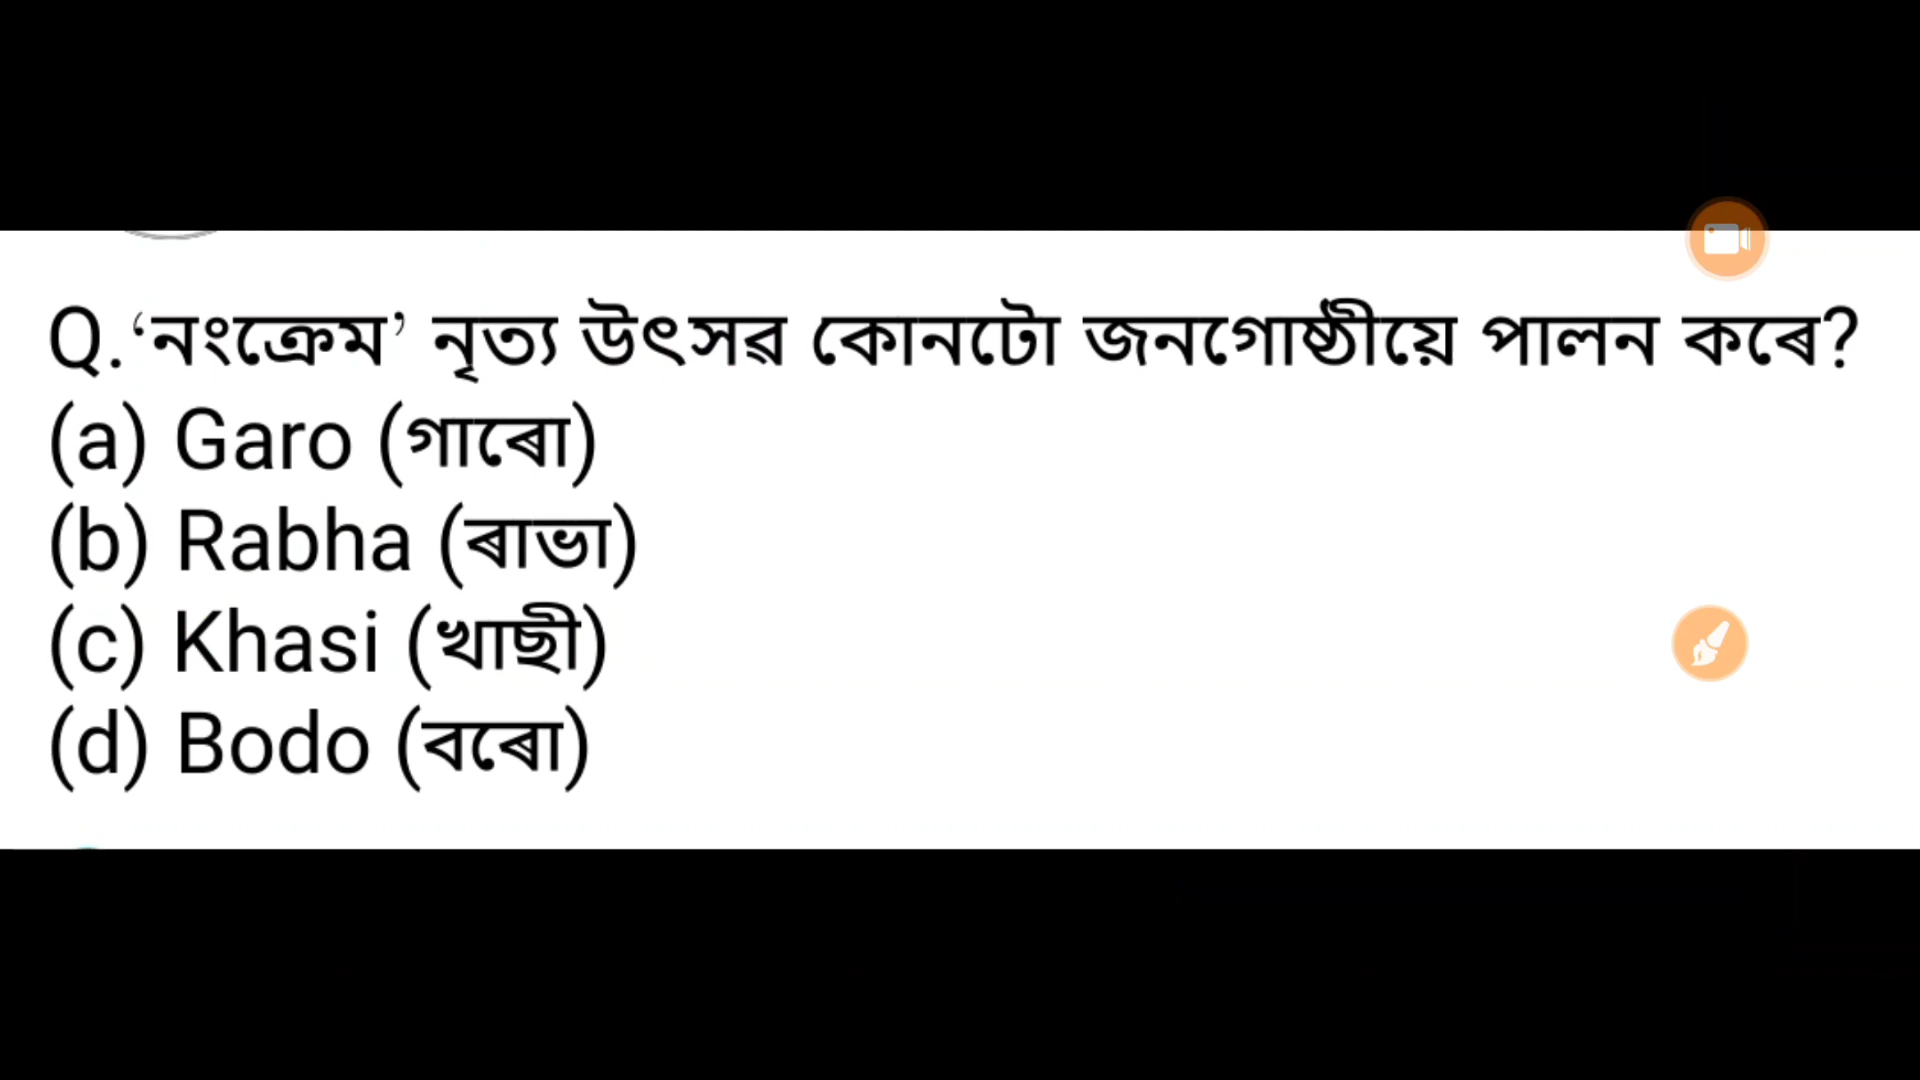 Q.‘নংক্ৰেম’ নৃত্য উৎসৱ কোনটো জনগোষ্ঠীয়ে পালন কৰে?
(a) Garo (গাৰো)
(b) Rabha (ৰাভা)
(c) Khasi (খাছী)
(d) Bodo (বৰো)